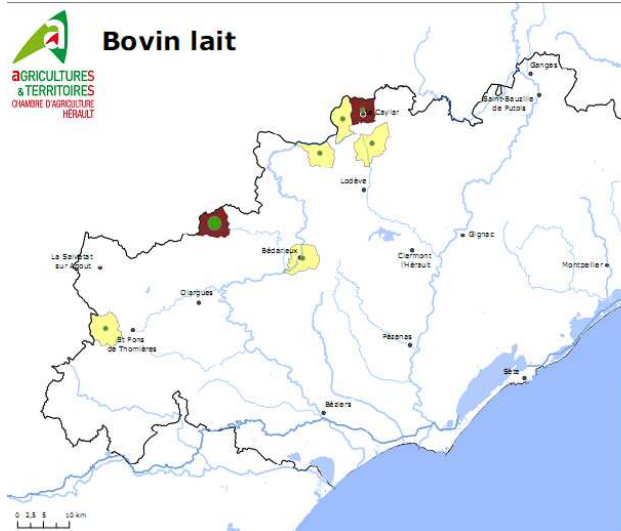 Bovin lait
aGRICULTURES
& TERRITOIRES
CHAMBRE D'AGRICULTURE
HÉRAULT
Ganges
Saint-Bauzille
de Putois
Le Caylar
Lodève
Gignac
La Salvetat
sur Agout
Bédarieux
Clermont
l'Hérault
Montpellier
Olargues
St Pons
de Thomières
Pézenas
Sète
Béziers
0 2,5 5 10 km